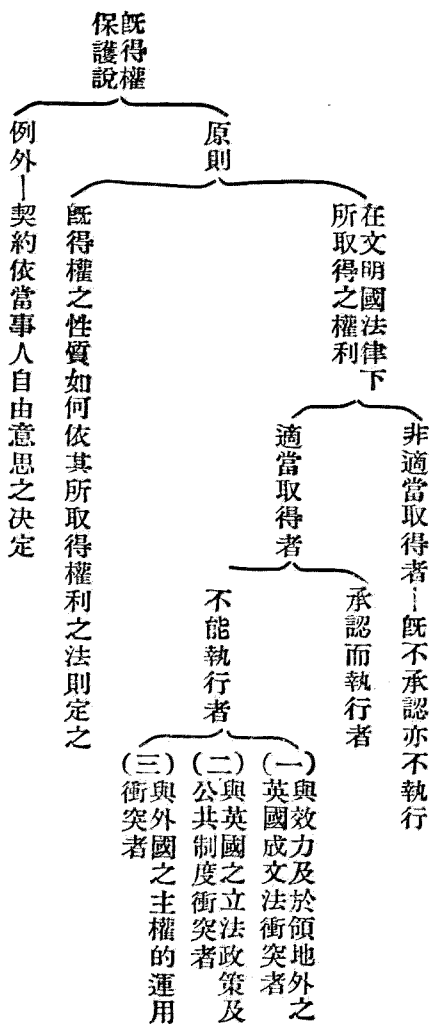 既得權
保護說
原則
在文明國法律下
所取得之權利
非適當取得者—既不承認亦不執行
適當取得者
承認而執行者
不能執行者
(一)與效力及於領地外之
英國成文法衝突者
(二)與英國之立法政策及
公共制度衝突者
(三)與外國之主權的運用
衝突者
既得權之性質如何依其所取得權利之法則定之
例外—契約依當事人自由意思之決定